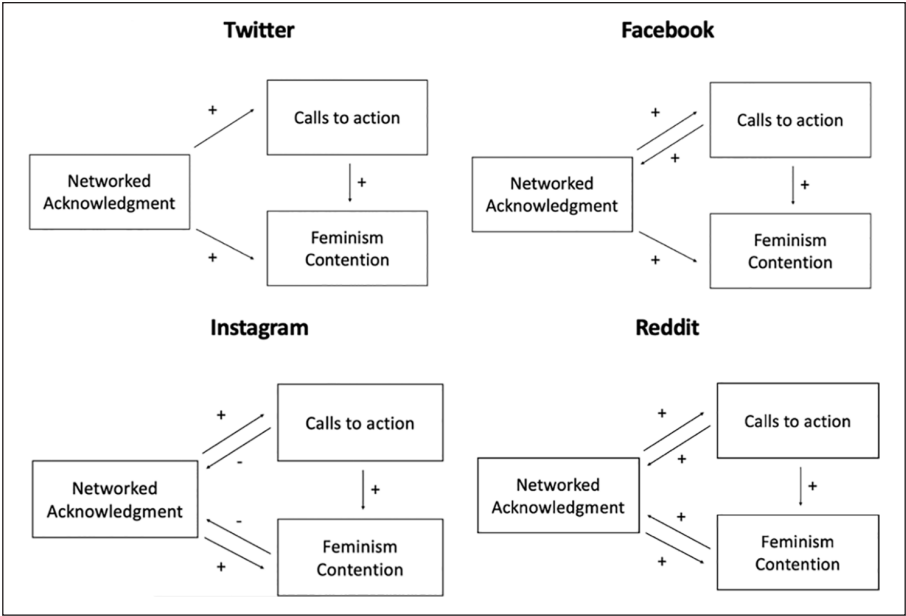 Twitter
+
Calls to action
Networked
Acknowledgment
+
+
Feminism
Contention
Facebook
+
Calls to action
+
Networked
Acknowledgment
+
+
Feminism
Contention
Instagram
+
Calls to action
-
Networked
Acknowledgment
+
-
+
Feminism
Contention
Reddit
+
Calls to action
+
Networked
Acknowledgment
+
+
+
Feminism
Contention